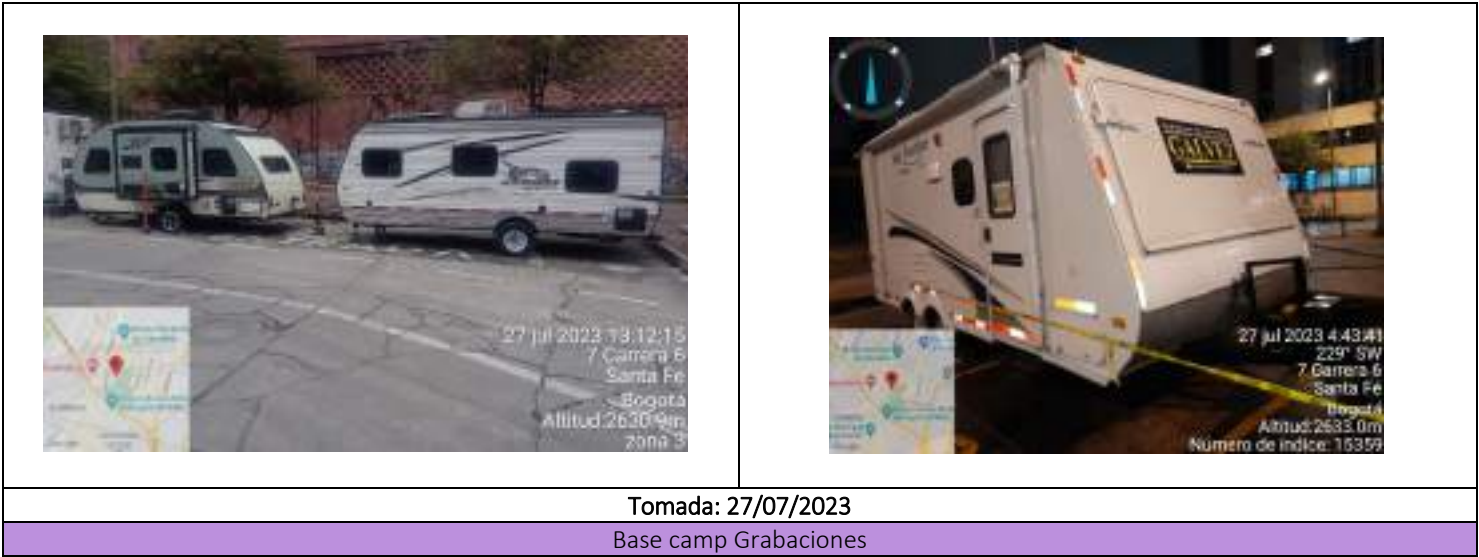 27 jul 2023 13:12:15
7 Carrera 6
Santa Fe
Bogotá
Altitud:2630.9m
zona 3
GALVEZ
27 jul 2023 4:43:41
229° SW
7 Carrera 6
Santa Fe
Bogotá
Altitud:2633.0m
Número de índice: 15359
Tomada: 27/07/2023
Base camp Grabaciones